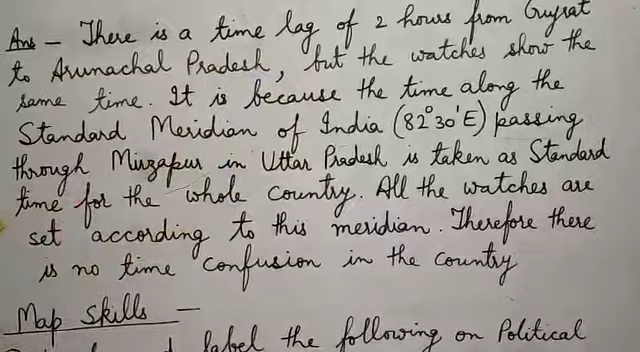 Ans - There is a time lag of 2 hours from Gujrat
to Arunachal Pradesh, but the watches show the
same time. It is because the time along the
Standard Meridian of India (82°30'E) passing
through Mirzapur in Uttar Pradesh is taken as Standard
time for the whole country. All the watches are
set according to this meridian. Therefore there
is no time confusion in the country
Map Skills -
label the following on Political